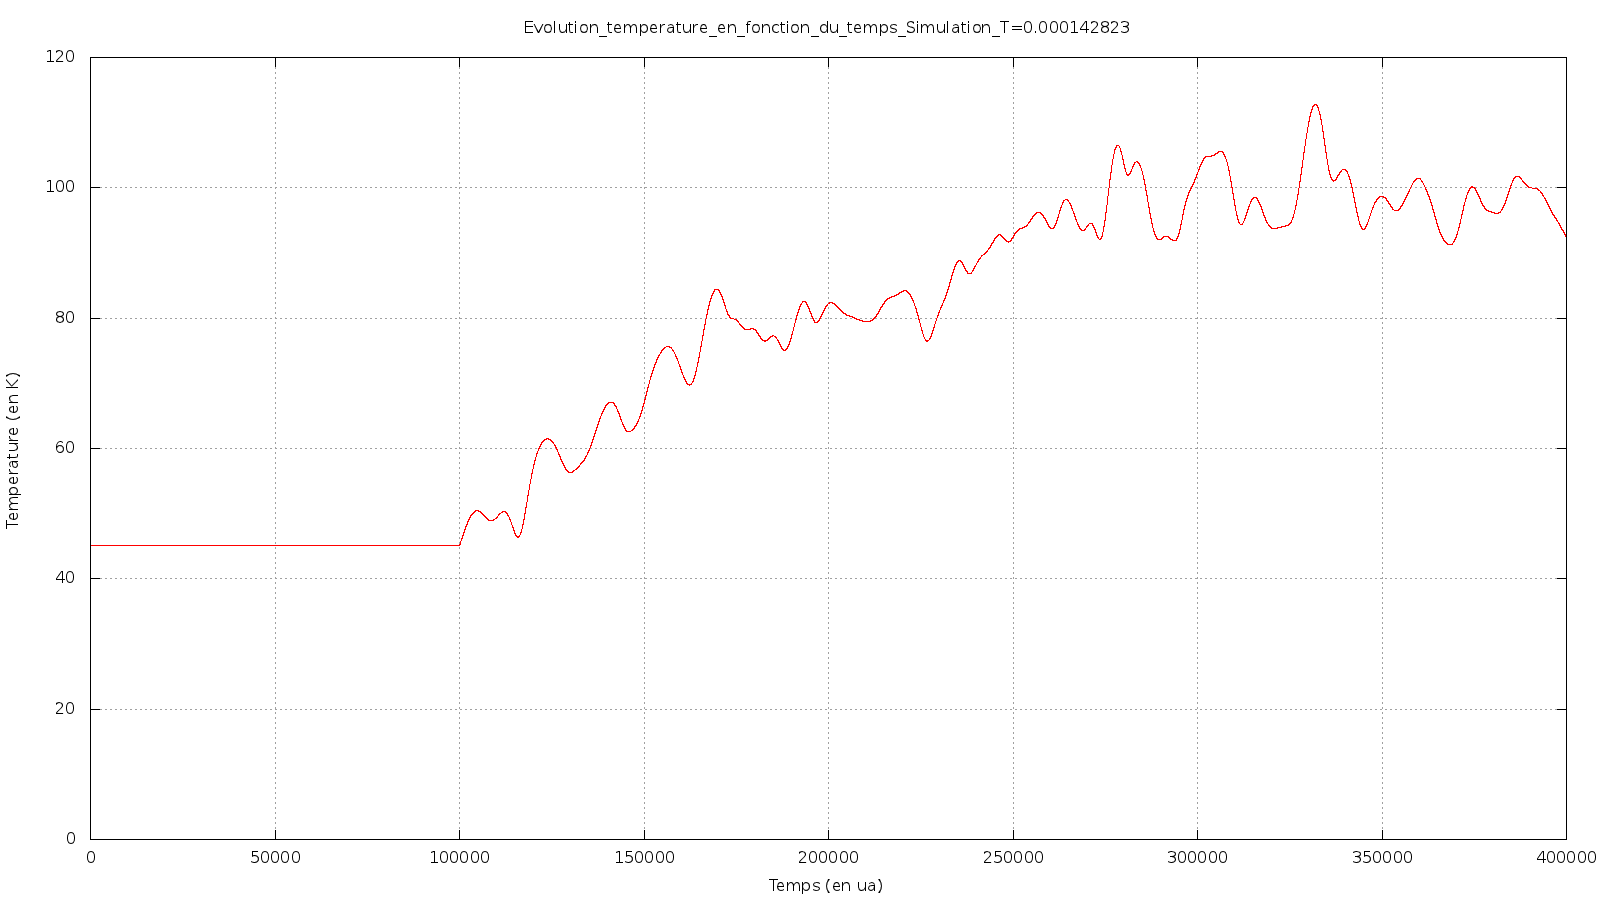 Evolution_temperature_en_fonction_du_temps_Simulation_T=0.000142823
120
100
80
60
40
20
0
Temperature (en K)
0 50000 100000 150000 200000 250000 300000 350000 400000
Temps (en ua)